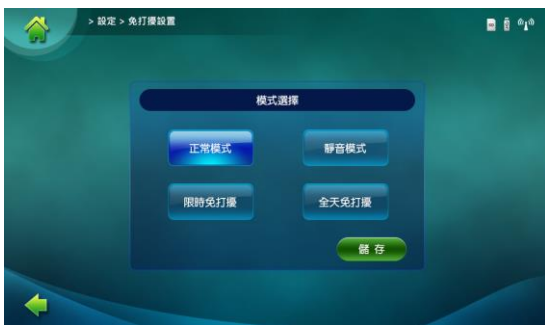 > 設定 > 免打擾設置
模式選擇
正常模式
靜音模式
限時免打擾
全天免打擾
儲存